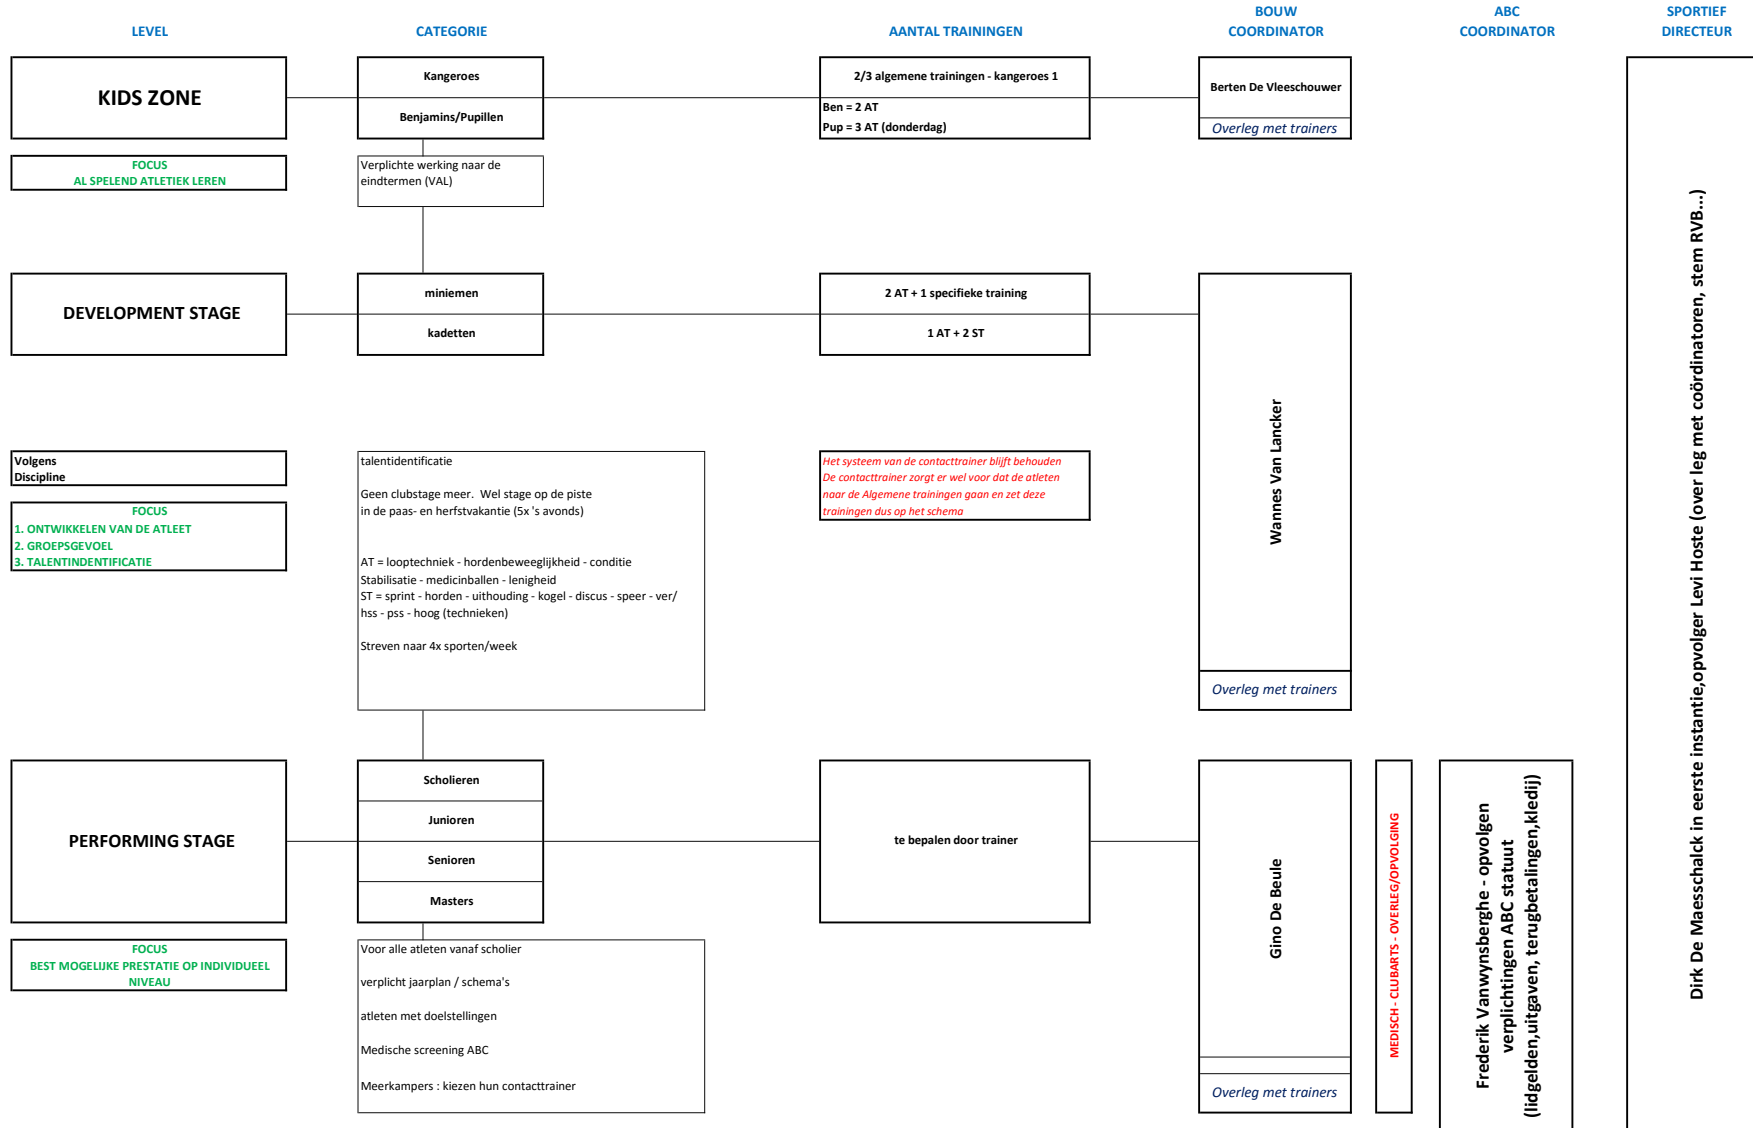 LEVEL
CATEGORIE
AANTAL TRAININGEN
BOUW
COORDINATOR
ABC
COORDINATOR
SPORTIEF
DIRECTEUR
KIDS ZONE
Kangeroes
Benjamins/Pupillen
2/3 algemene trainingen - kangeroes 1
Ben = 2 AT
Pup = 3 AT (donderdag)
Berten De Vleeschouwer
Overleg met trainers
FOCUS
AL SPELEND ATLETIEK LEREN
Verplichte werking naar de
eindtermen (VAL)
DEVELOPMENT STAGE
miniemen
kadetten
2 AT + 1 specifieke training
1 AT + 2 ST
Wannes Van Lancker
Overleg met trainers
Volgens
Discipline
FOCUS
1. ONTWIKKELEN VAN DE ATLEET
2. GROEPSGEVOEL
3. TALENTINDENTIFICATIE
talentidentificatie
Geen clubstage meer.  Wel stage op de piste
in de paas- en herfstvakantie (5x 's avonds)
AT = looptechniek - hordenbeweeglijkheid - conditie
Stabilisatie - medicinballen - lenigheid
ST = sprint - horden - uithouding - kogel - discus - speer - ver/
hss - pss - hoog (technieken)
Streven naar 4x sporten/week
Het systeem van de contacttrainer blijft behouden
De contacttrainer zorgt er wel voor dat de atleten
naar de Algemene trainingen gaan en zet deze
trainingen dus op het schema
PERFORMING STAGE
Scholieren
Junioren
Senioren
Masters
te bepalen door trainer
Gino De Beule
Overleg met trainers
MEDISCH - CLUBARTS - OVERLEG/OPVOLGING
Frederik Vanwynsberghe - opvolgen
verplichtingen ABC statuut
(lidgelden,uitgaven, terugbetalingen,kledij)
Dirk De Maesschalck in eerste instantie,opvolger Levi Hoste (over leg met coördinatoren, stem RVB...)
FOCUS
BEST MOGELIJKE PRESTATIE OP INDIVIDUEEL
NIVEAU
Voor alle atleten vanaf scholier
verplicht jaarplan / schema's
atleten met doelstellingen
Medische screening ABC
Meerkampers : kiezen hun contacttrainer